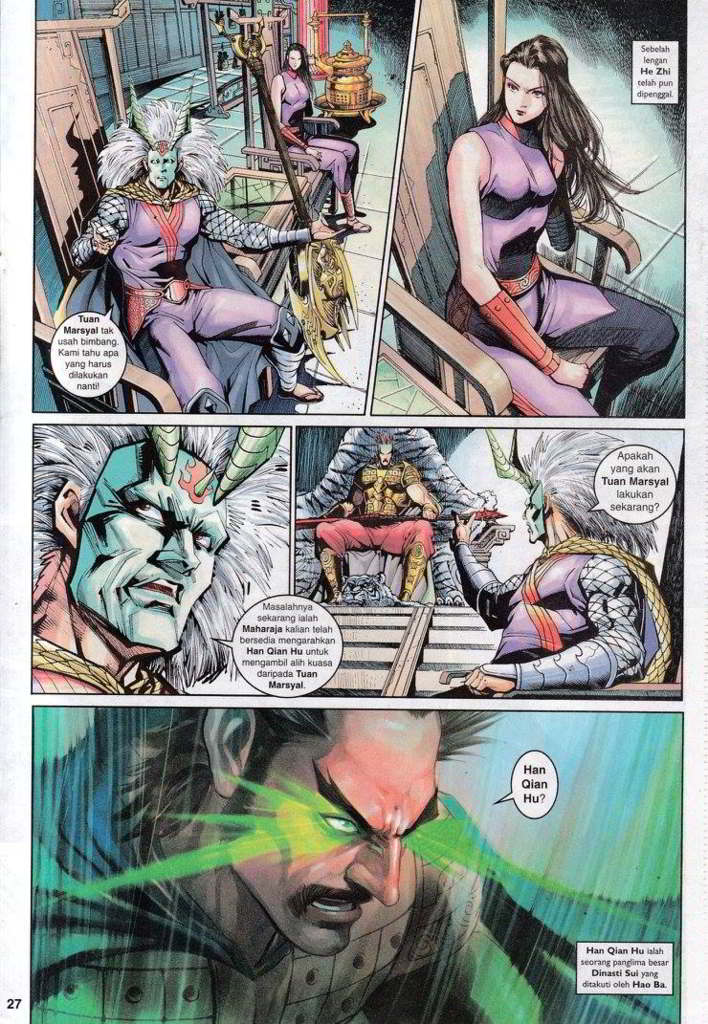 Tuan
Marsyal tak
usah bimbang.
Kami tahu apa
yang harus
dilakukan
nanti!
Sebelah
lengan
He Zhi
telah pun
dipenggal.
Masalahnya
sekarang ialah
Maharaja kalian telah
bersedia mengarahkan
Han Qian Hu untuk
mengambil alih kuasa
daripada Tuan
Marsyal.
Apakah
yang akan
Tuan Marsyal
lakukan
sekarang?
Han
Qian
Hu?
Han Qian Hu ialah
seorang panglima besar
Dinasti Sui yang
ditakuti oleh Hao Ba.
27